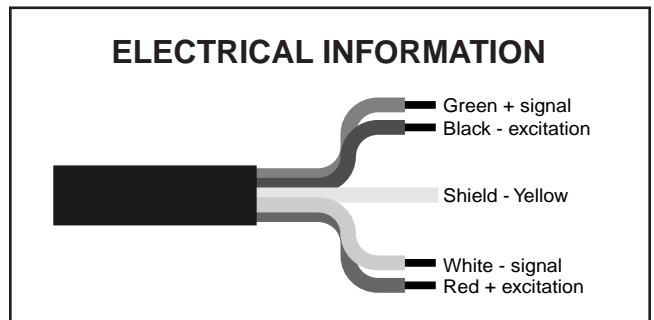 ELECTRICAL INFORMATION
Green + signal
Black - excitation
Shield - Yellow
White - signal
Red + excitation